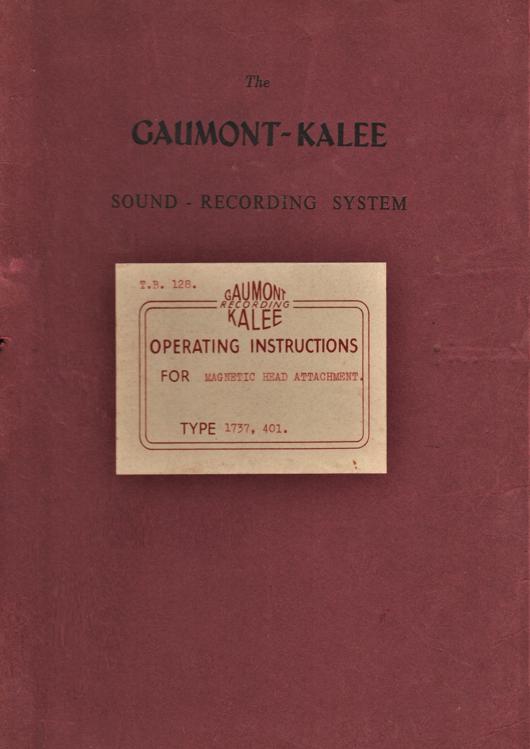 The
GAUMONT-KALEE
SOUND - RECORDING SYSTEM
T.B. 128.
GAUMONT
RECORDING
KALEE
OPERATING INSTRUCTIONS
FOR MAGNETIC HEAD ATTACHMENT.
TYPE 1737, 401.